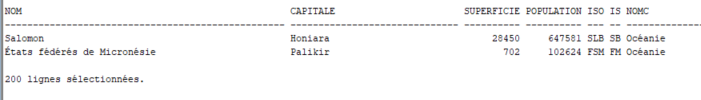 NOM CAPITALE SUPERFICIE POPULATION ISO IS NOMC
---------------------------------------------------- ------------------------------- ---------- ---------- --- -- --------------
Salomon Honiara 28450 647581 SLB SB Océanie
États fédérés de Micronésie Palikir 702 102624 FSM FM Océanie
200 lignes sélectionnées.